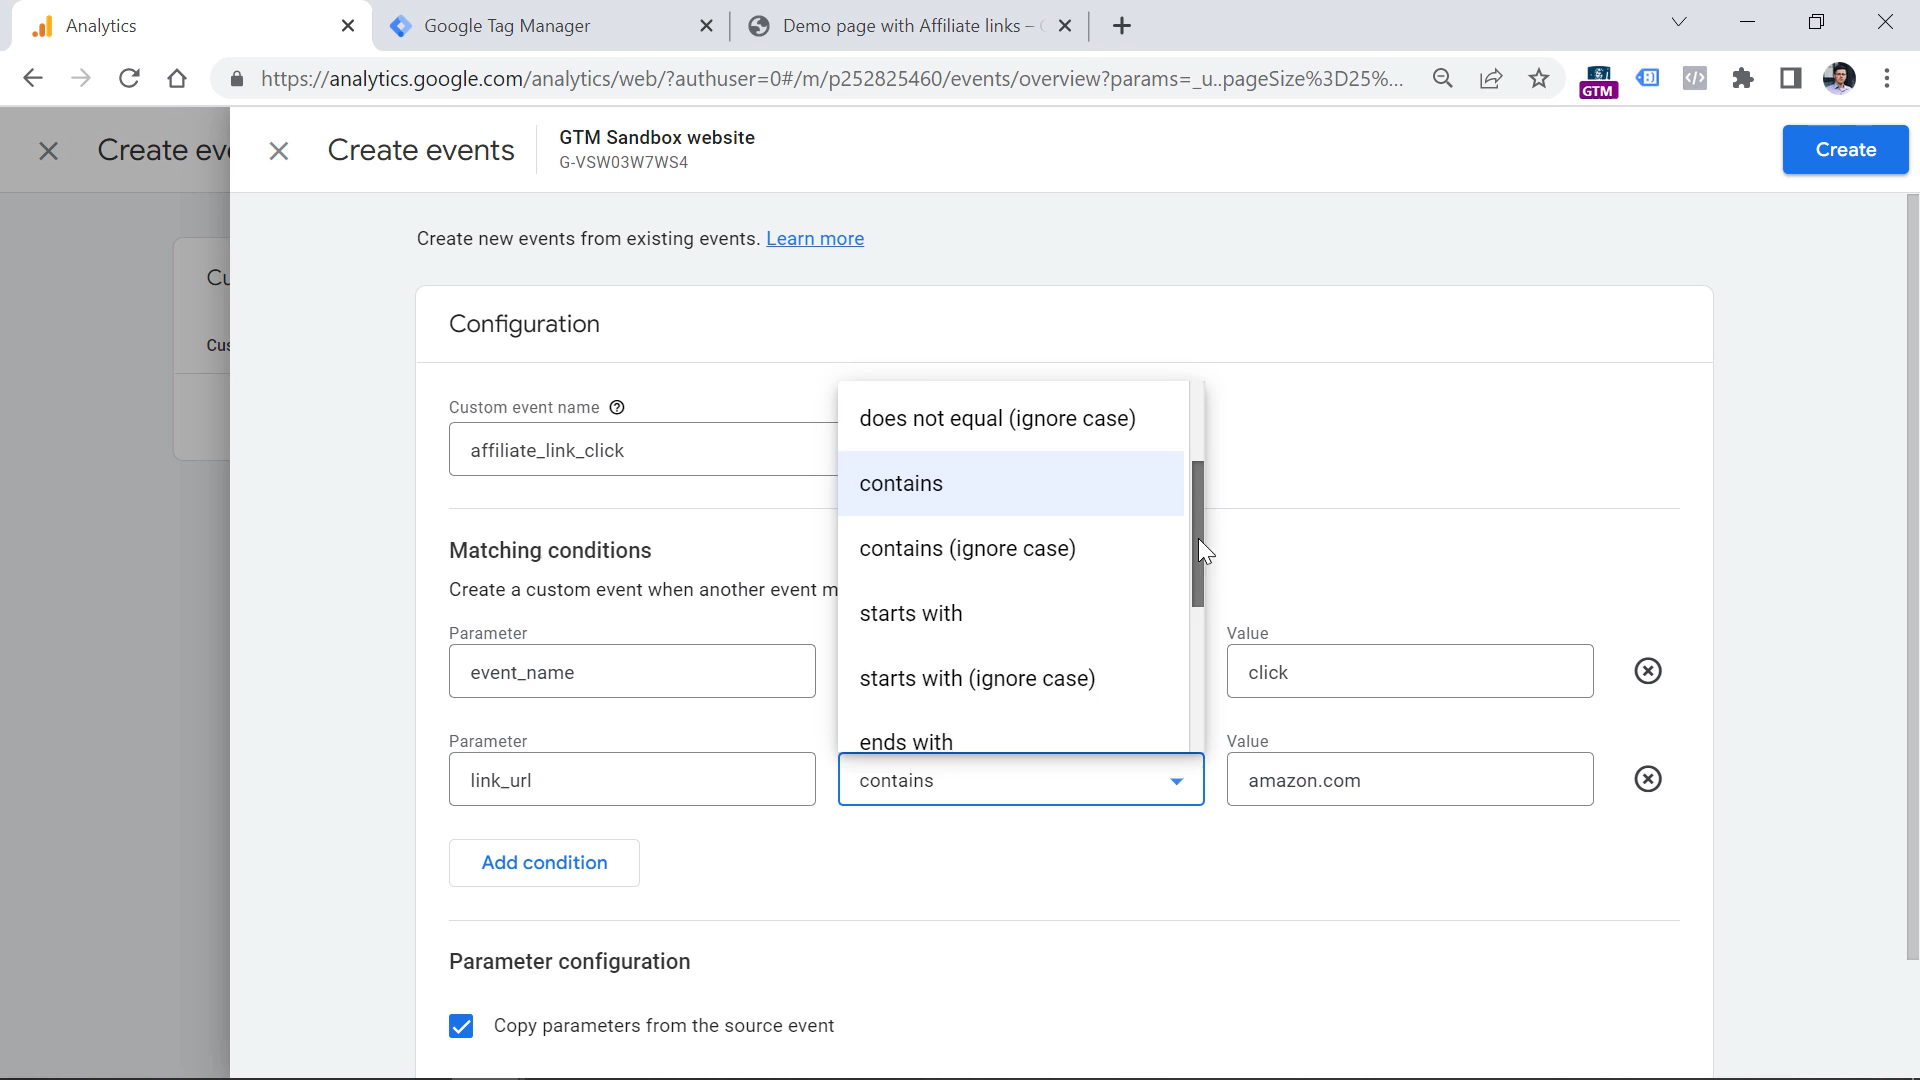 Analytics
Google Tag Manager
Demo page with Affiliate links –
https://analytics.google.com/analytics/web/?authuser=0#/m/p252825460/events/overview?params=_u..pageSize%3D25%...
GTM
Create eve
Create events
GTM Sandbox website
G-VSW03W7WS4
Create
Create new events from existing events. Learn more
Cu
Cus
Configuration
Custom event name
affiliate_link_click
does not equal (ignore case)
contains
contains (ignore case)
starts with
starts with (ignore case)
ends with
Matching conditions
Create a custom event when another event m
Parameter
Value
event_name
click
Parameter
Value
link_url
contains
amazon.com
Add condition
Parameter configuration
Copy parameters from the source event